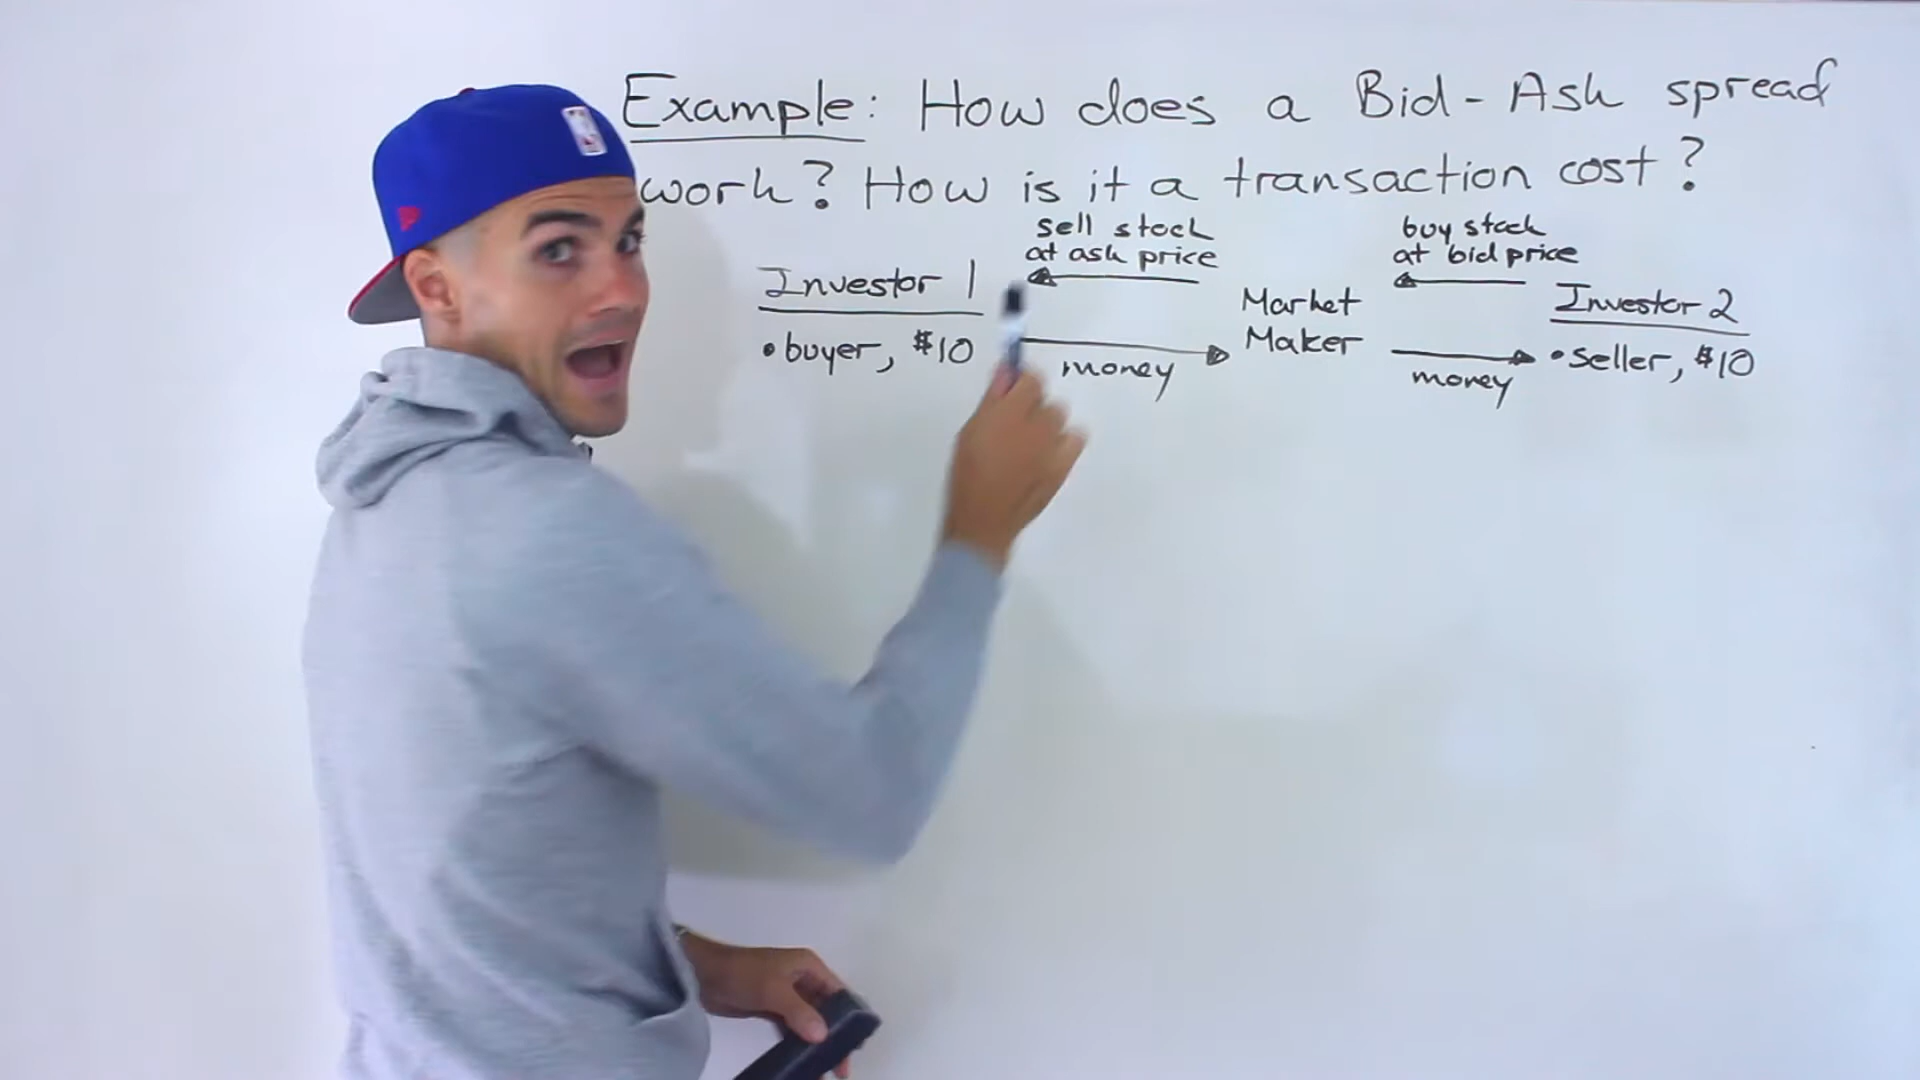 Example: How does a Bid-Ask spread
work? How is it a transaction cost?
sell stock
at ask price
buy stock
at bid price
Investor 1
• buyer, $10
money
Market
Maker
money
Investor 2
• seller, $10